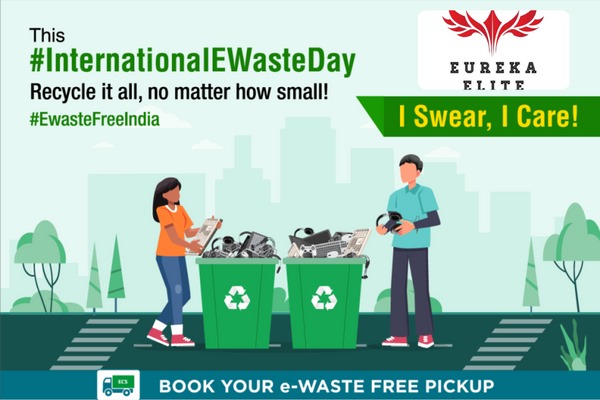 This
#InternationalEWasteDay
Recycle it all, no matter how small!
#EwasteFreeIndia
EUREKA
ELITE
I Swear, I Care!
ECS
BOOK YOUR e-WASTE FREE PICKUP